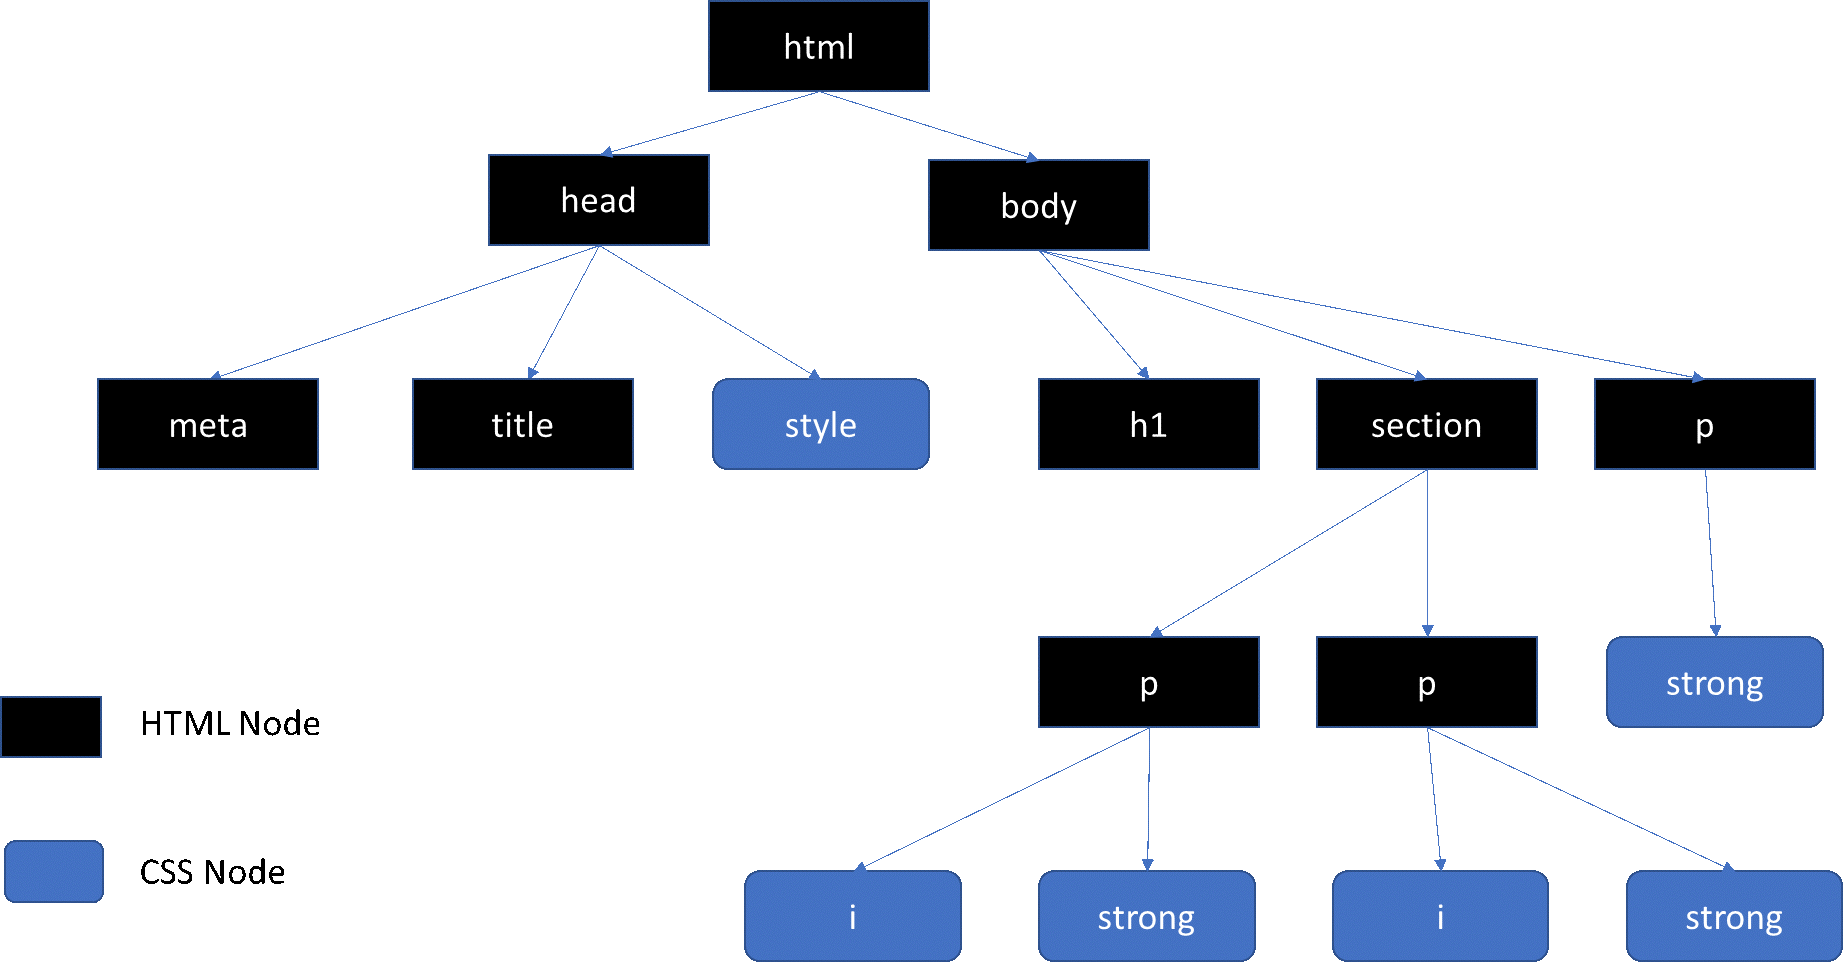 html
head
body
meta
title
style
h1
section
p
p
p
strong
HTML Node
CSS Node
i
strong
i
strong